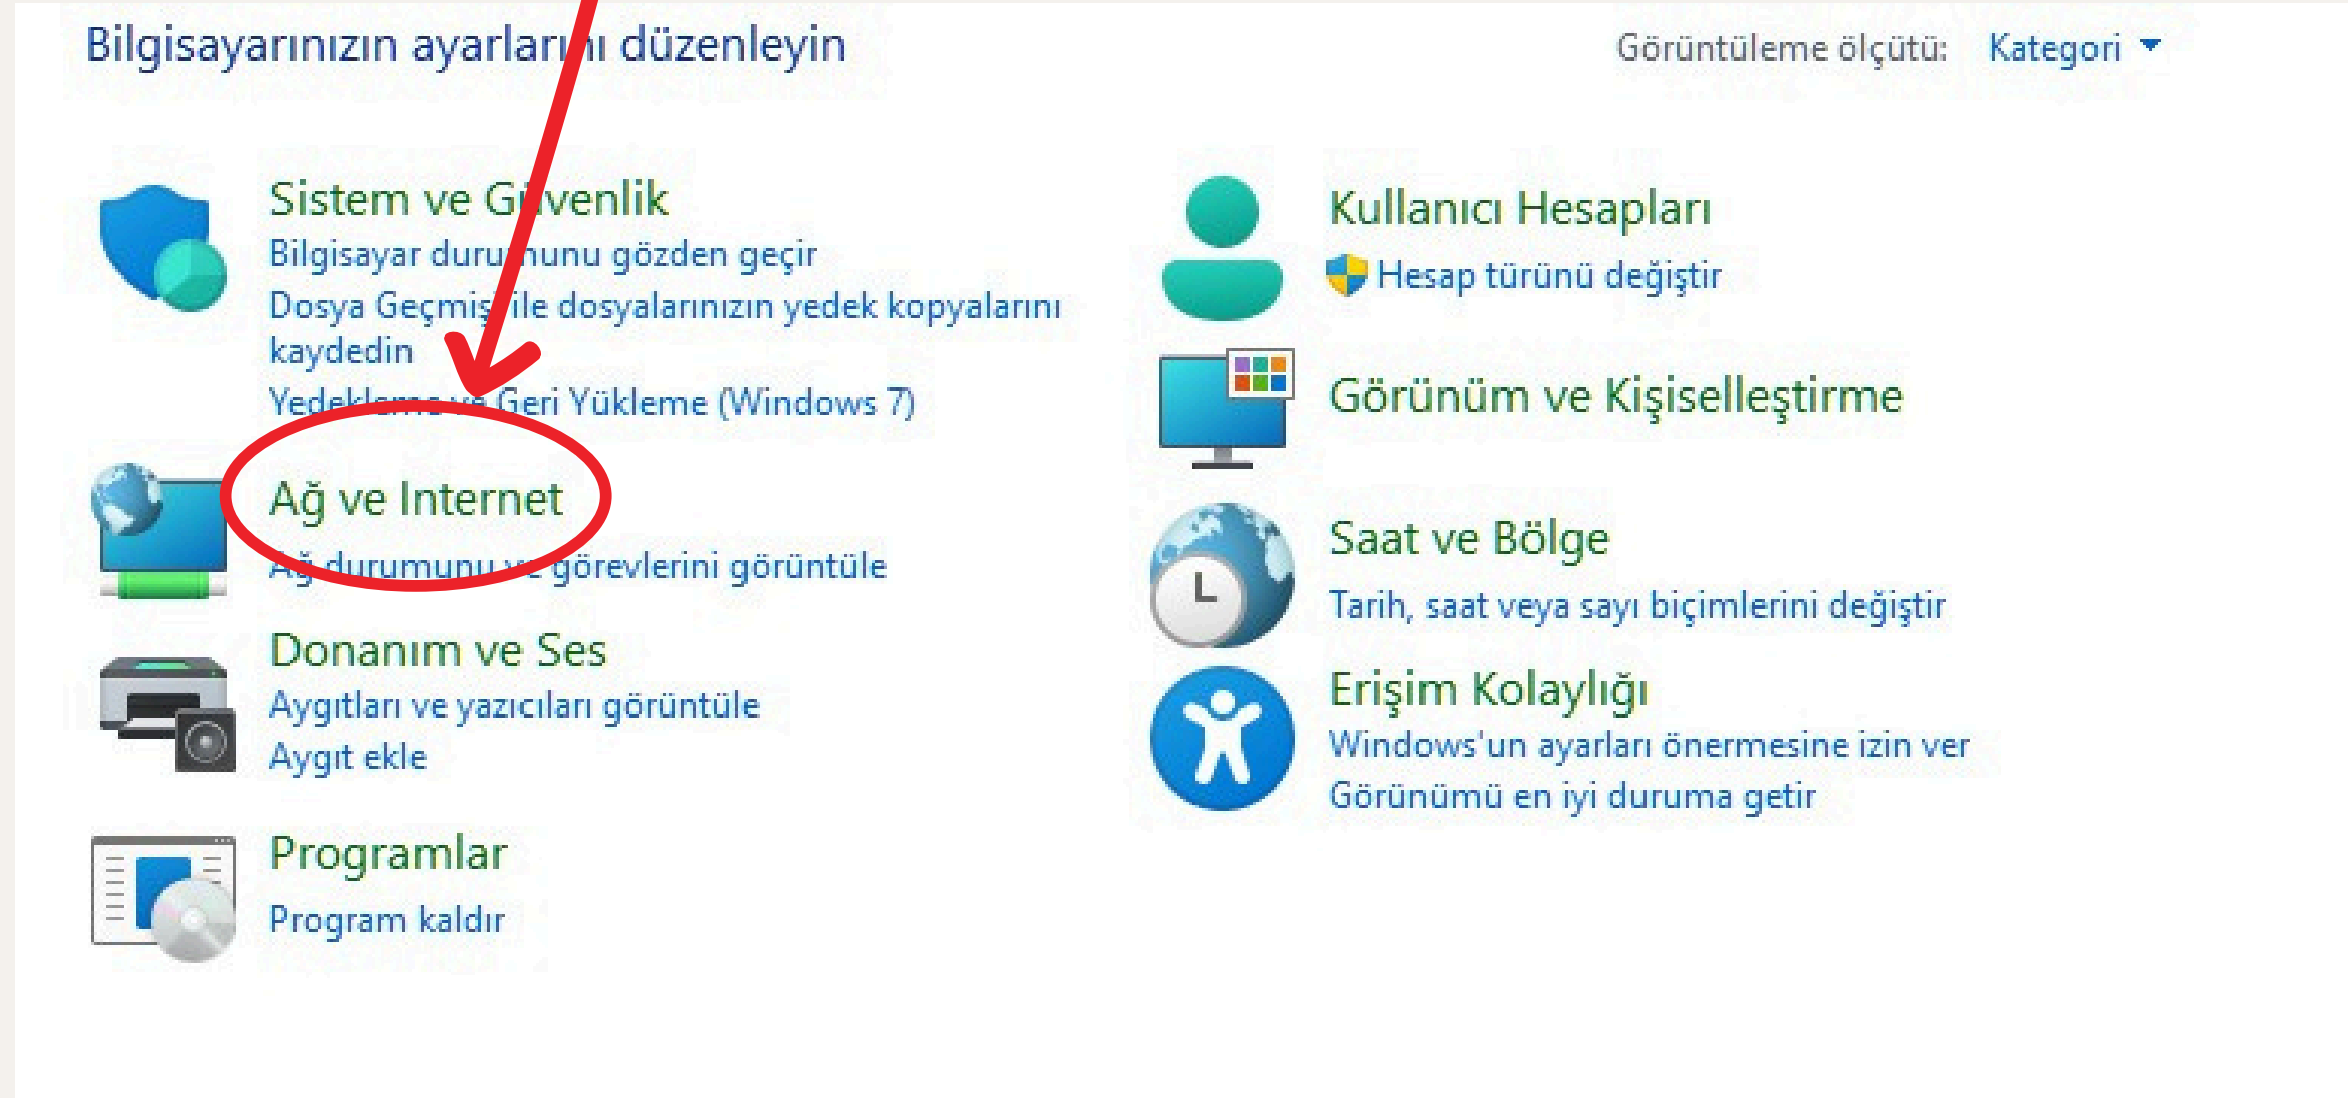 Bilgisayarınızın ayarlarını düzenleyin
Görüntüleme ölçütü: Kategori
Sistem ve Güvenlik
Bilgisayar durumunu gözden geçir
Dosya Geçmişi ile dosyalarınızın yedek kopyalarını
kaydedin
Yedekleme ve Geri Yükleme (Windows 7)
Ağ ve Internet
Ağ durumunu ve görevlerini görüntüle
Donanım ve Ses
Aygıtları ve yazıcıları görüntüle
Aygıt ekle
Programlar
Program kaldır
Kullanıcı Hesapları
Hesap türünü değiştir
Görünüm ve Kişiselleştirme
Saat ve Bölge
Tarih, saat veya sayı biçimlerini değiştir
Erişim Kolaylığı
Windows'un ayarları önermesine izin ver
Görünümü en iyi duruma getir